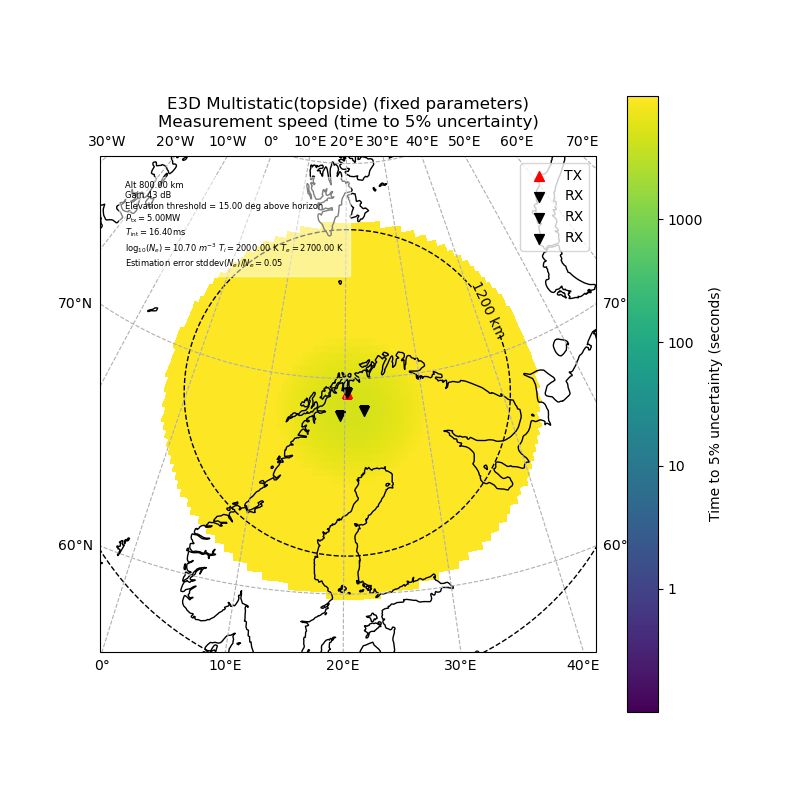 E3D Multistatic(topside) (fixed parameters)
Measurement speed (time to 5% uncertainty)
30°W 20°W 10°W 0° 10°E 20°E 30°E 40°E 50°E 60°E 70°E
Alt 800.00 km
Gain 43 dB
Elevation threshold = 15.00 deg above horizon
P_tx = 5.00MW
T_int = 16.40ms
log₁₀(N_e) = 10.70 m⁻³ T_i = 2000.00 K T_e = 2700.00 K
Estimation error stddev(N_e)/N_e = 0.05
TX
RX
RX
RX
1200 km
70°N 70°
60°N 60°
0° 10°E 20°E 30°E 40°E
1000
100
10
1
Time to 5% uncertainty (seconds)